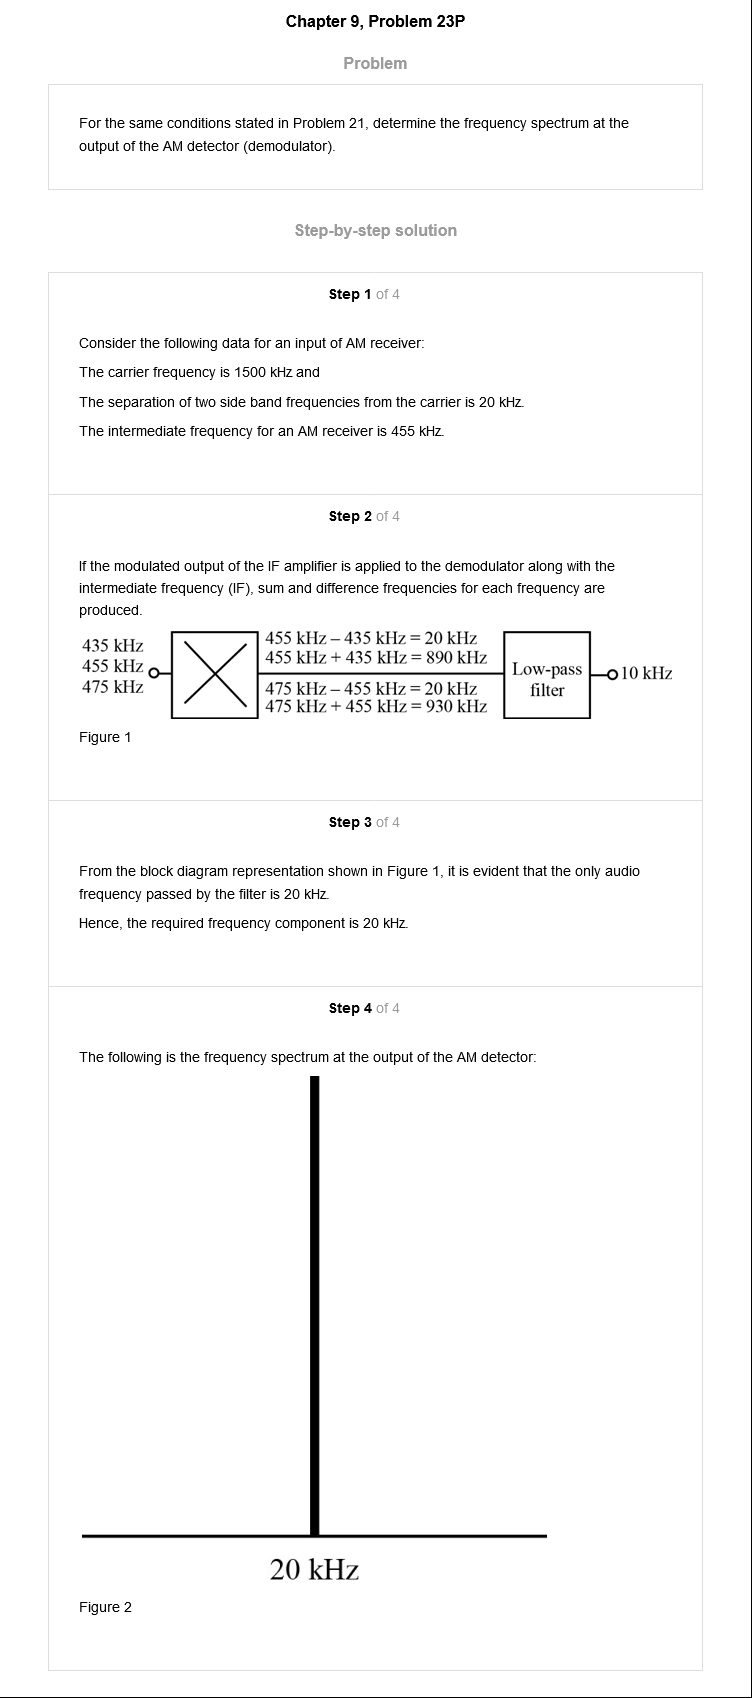 Chapter 9, Problem 23P
Problem
For the same conditions stated in Problem 21, determine the frequency spectrum at the
output of the AM detector (demodulator).
Step-by-step solution
Step 1 of 4
Consider the following data for an input of AM receiver:
The carrier frequency is 1500 kHz and
The separation of two side band frequencies from the carrier is 20 kHz.
The intermediate frequency for an AM receiver is 455 kHz.
Step 2 of 4
If the modulated output of the IF amplifier is applied to the demodulator along with the
intermediate frequency (IF), sum and difference frequencies for each frequency are
produced.
435 kHz
455 kHz
475 kHz
455 kHz – 435 kHz = 20 kHz
455 kHz + 435 kHz = 890 kHz
475 kHz – 455 kHz = 20 kHz
475 kHz + 455 kHz = 930 kHz
Low-pass
filter
10 kHz
Figure 1
Step 3 of 4
From the block diagram representation shown in Figure 1, it is evident that the only audio
frequency passed by the filter is 20 kHz.
Hence, the required frequency component is 20 kHz.
Step 4 of 4
The following is the frequency spectrum at the output of the AM detector:
20 kHz
Figure 2